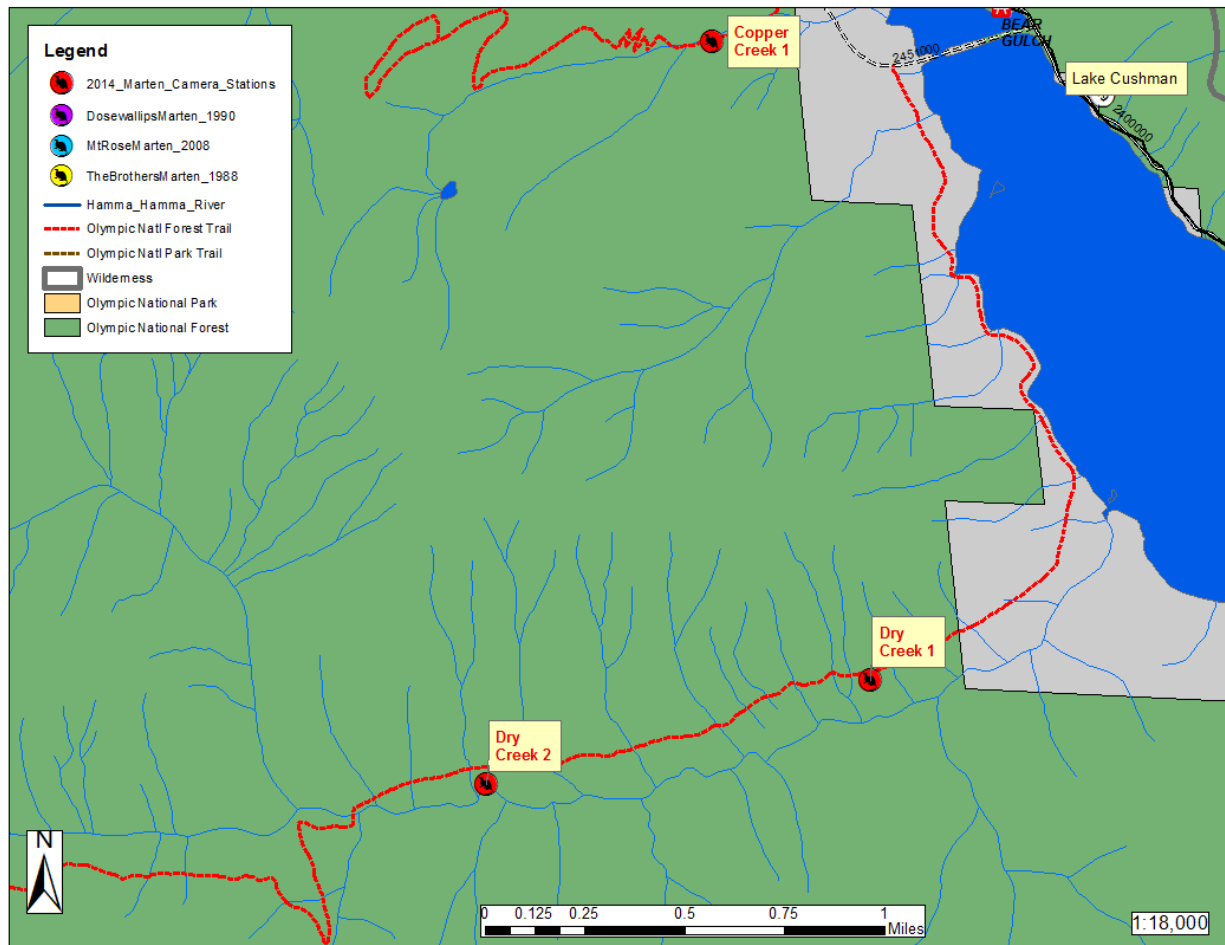 Legend
2014_Marten_Camera_Stations
DosewallipsMarten_1990
MtRoseMarten_2008
TheBrothersMarten_1988
Hamma_Hamma_River
Olympic Natl Forest Trail
Olympic Natl Park Trail
Wilderness
Olympic National Park
Olympic National Forest
Copper
Creek 1
2451000
BEAR
GULCH
Lake Cushman
2400000
Dry
Creek 1
Dry
Creek 2
N
0 0.125 0.25 0.5 0.75 1
Miles
1:18,000